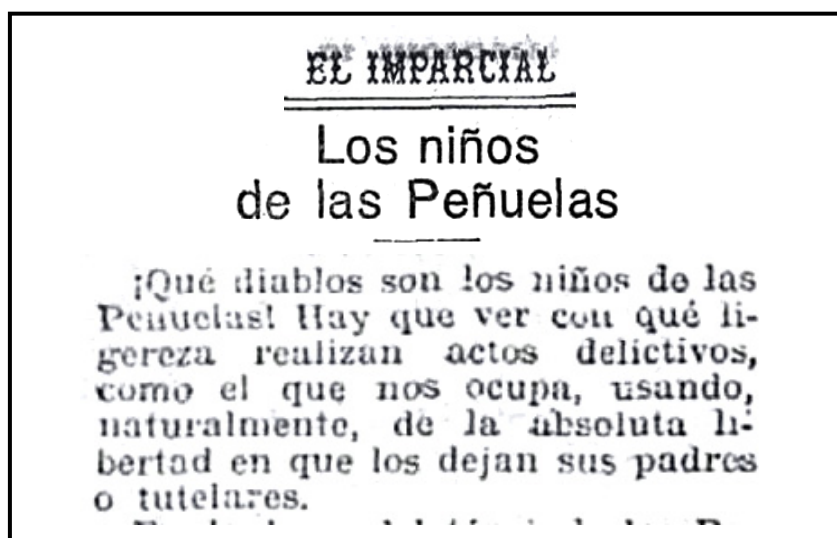 EL IMPARCIAL
Los niños
de las Peñuelas
¡Qué diablos son los niños de las
Peñuelas! Hay que ver con qué li-
gereza realizan actos delictivos,
como el que nos ocupa, usando,
naturalmente, de la absoluta li-
bertad en que los dejan sus padres
o tutelares.